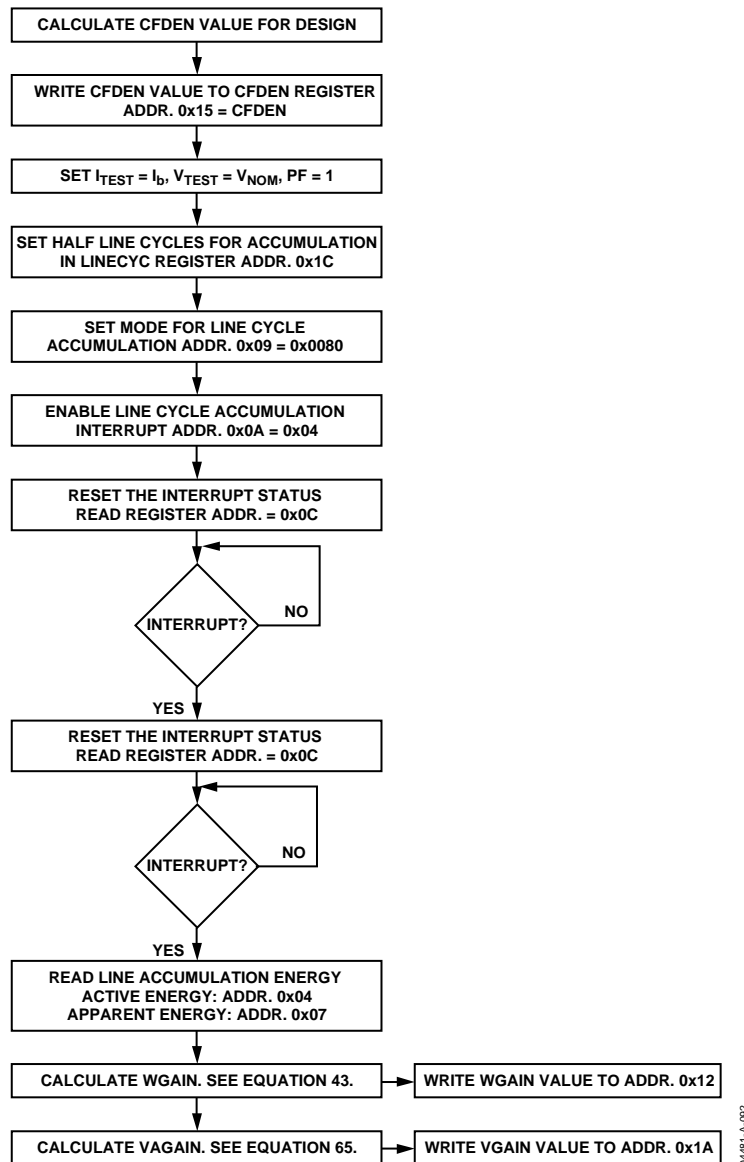 CALCULATE CFDEN VALUE FOR DESIGN
WRITE CFDEN VALUE TO CFDEN REGISTER
ADDR. 0x15 = CFDEN
SET ITEST = Ib, VTEST = VNOM, PF = 1
SET HALF LINE CYCLES FOR ACCUMULATION
IN LINECYC REGISTER ADDR. 0x1C
SET MODE FOR LINE CYCLE
ACCUMULATION ADDR. 0x09 = 0x0080
ENABLE LINE CYCLE ACCUMULATION
INTERRUPT ADDR. 0x0A = 0x04
RESET THE INTERRUPT STATUS
READ REGISTER ADDR. = 0x0C
INTERRUPT?
NO
YES
RESET THE INTERRUPT STATUS
READ REGISTER ADDR. = 0x0C
INTERRUPT?
NO
YES
READ LINE ACCUMULATION ENERGY
ACTIVE ENERGY: ADDR. 0x04
APPARENT ENERGY: ADDR. 0x07
CALCULATE WGAIN. SEE EQUATION 43.
WRITE WGAIN VALUE TO ADDR. 0x12
CALCULATE VAGAIN. SEE EQUATION 65.
WRITE VGAIN VALUE TO ADDR. 0x1A